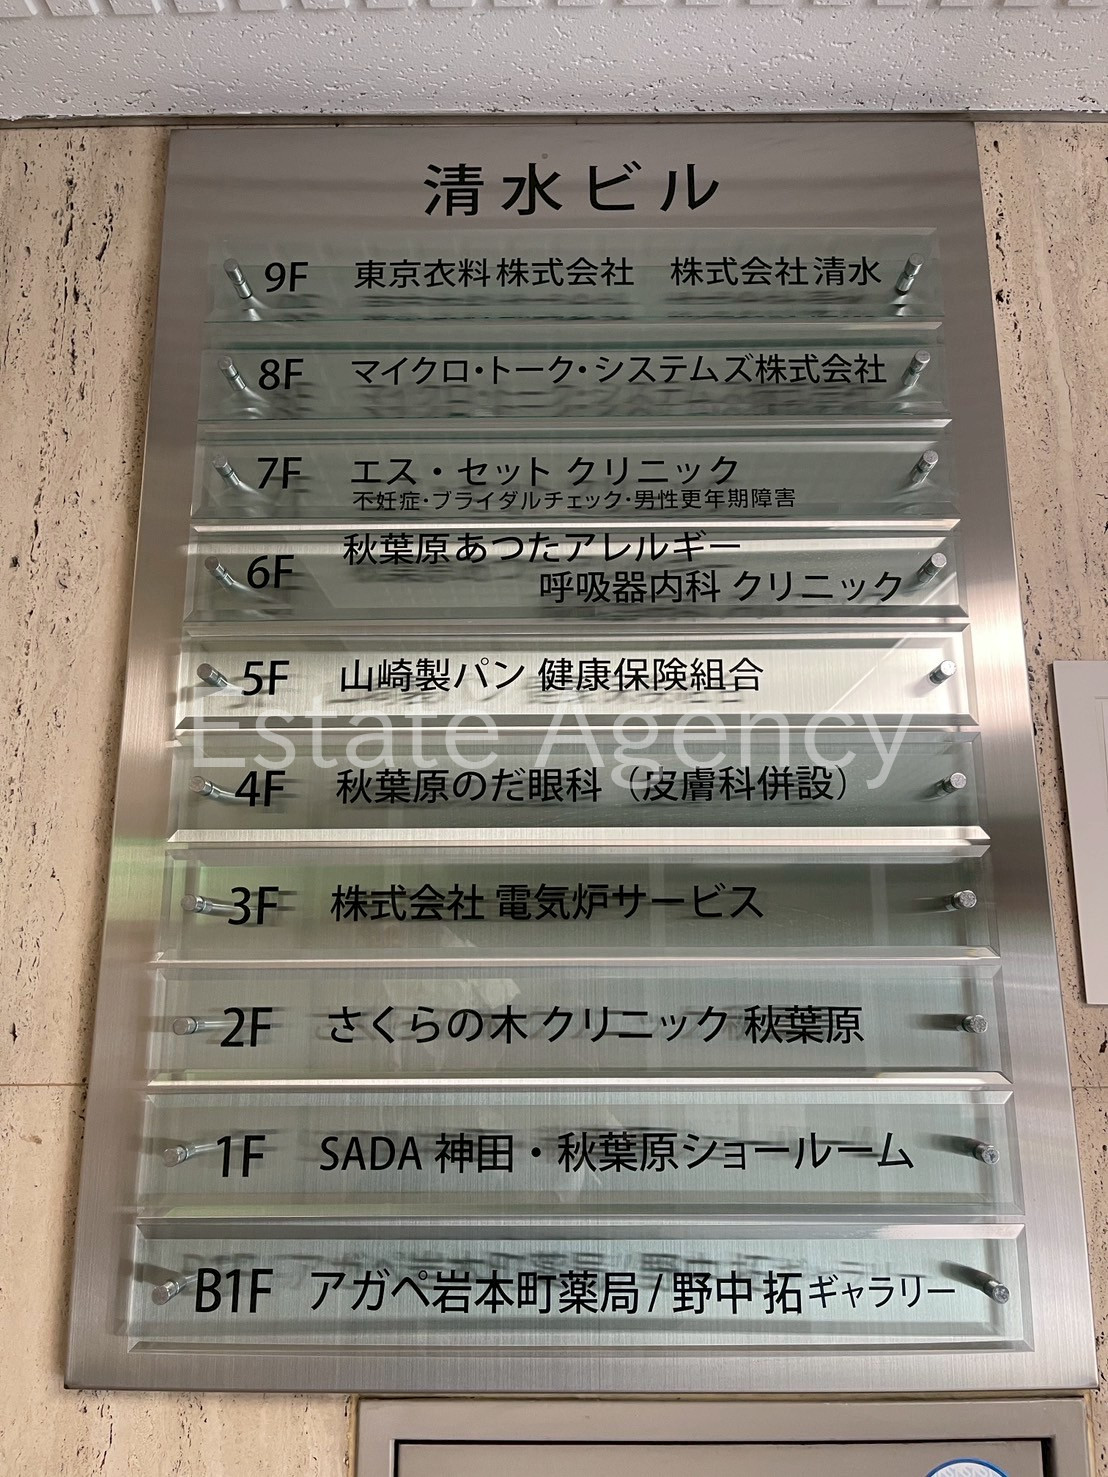 清水ビル
9F 東京衣料株式会社 株式会社清水
8F マイクロ・トーク・システムズ株式会社
7F エス・セット クリニック
不妊症・ブライダルチェック・男性更年期障害
6F 秋葉原あつたアレルギー
呼吸器内科 クリニック
5F 山崎製パン 健康保険組合
Estate Agency
4F 秋葉原のだ眼科（皮膚科併設）
3F 株式会社 電気炉サービス
2F さくらの木 クリニック 秋葉原
1F SADA 神田・秋葉原ショールーム
B1F アガペ岩本町薬局 / 野中 拓ギャラリー